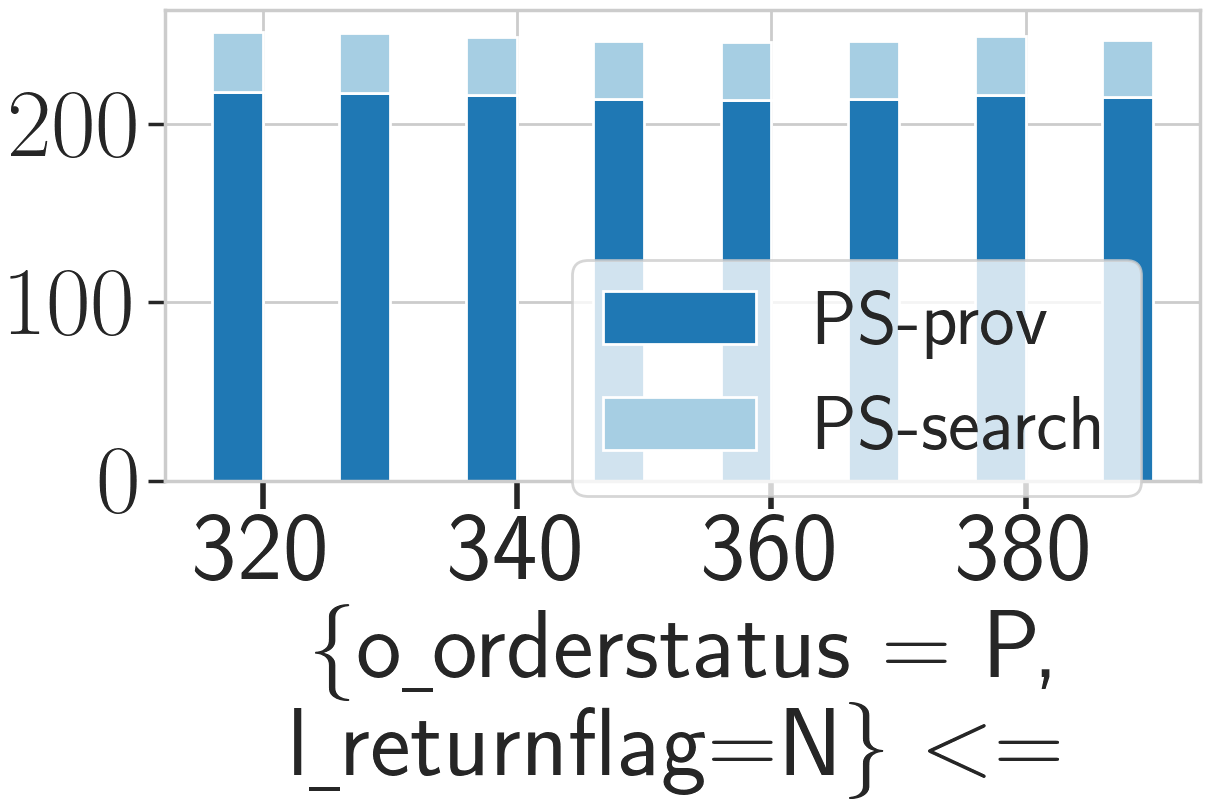 200
100
0
PS-prov
PS-search
320 340 360 380
{o_orderstatus = P,
l_returnflag=N} <=